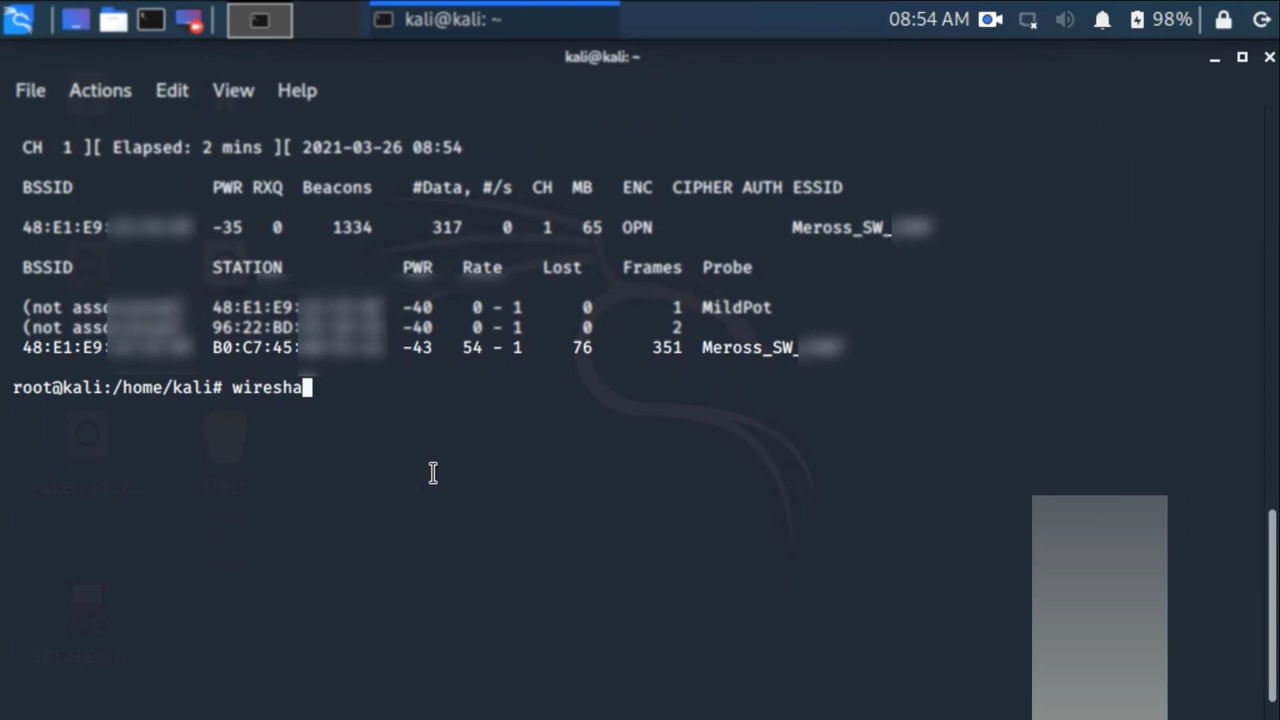 kali@kali: ~ 08:54 AM 98%
kali@kali: ~
File Actions Edit View Help
CH 1 ][ Elapsed: 2 mins ][ 2021-03-26 08:54
BSSID PWR RXQ Beacons #Data, #/s CH MB ENC CIPHER AUTH ESSID
48:E1:E9: -35 0 1334 317 0 1 65 OPN Meross_SW_
BSSID STATION PWR Rate Lost Frames Probe
(not asso 48:E1:E9: -40 0 - 1 0 1 MildPot
(not asso 96:22:BD: -40 0 - 1 0 2
48:E1:E9: B0:C7:45: -43 54 - 1 76 351 Meross_SW_
root@kali:/home/kali# wiresha